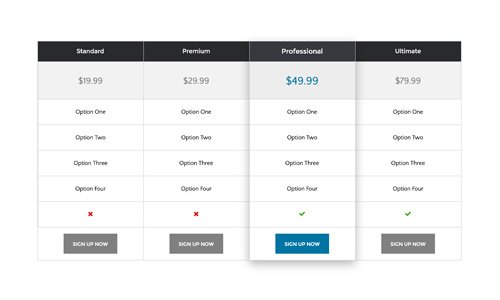 Standard Premium Professional Ultimate
$19.99 $29.99 $49.99 $79.99
Option One Option One Option One Option One
Option Two Option Two Option Two Option Two
Option Three Option Three Option Three Option Three
Option Four Option Four Option Four Option Four
SIGN UP NOW SIGN UP NOW SIGN UP NOW SIGN UP NOW